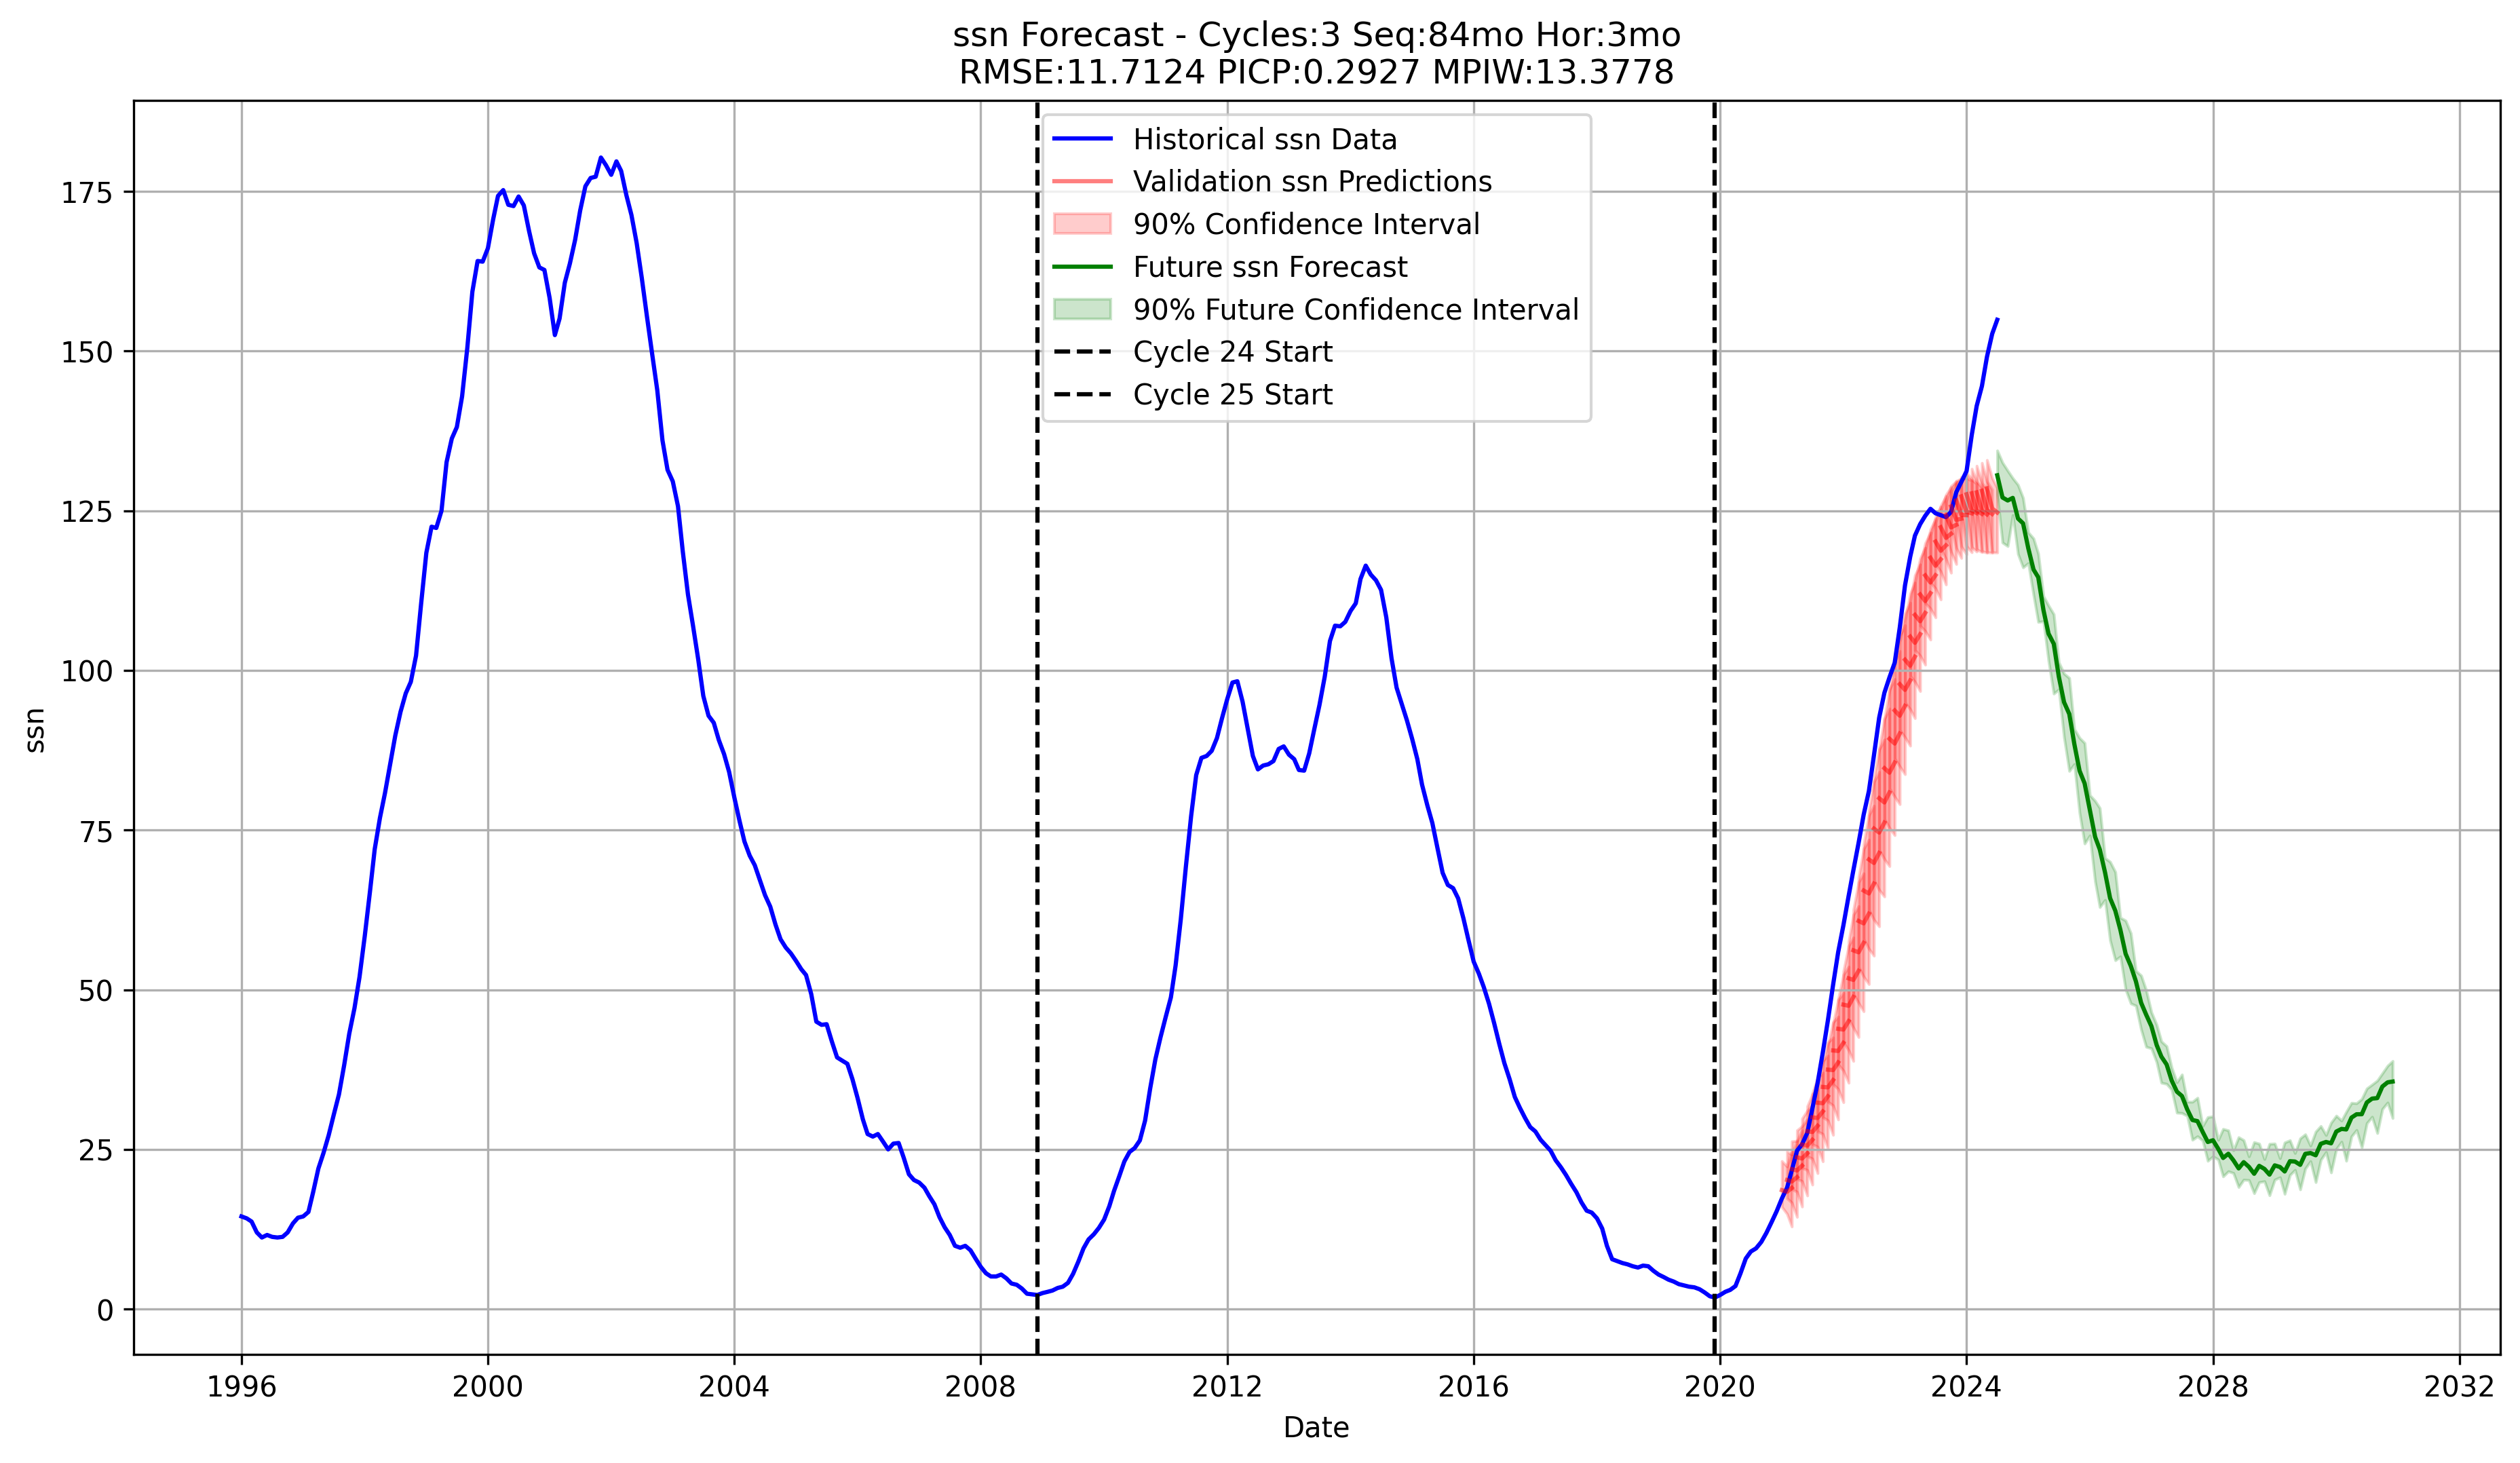 ssn Forecast - Cycles:3 Seq:84mo Hor:3mo
RMSE:11.7124 PICP:0.2927 MPIW:13.3778
Historical ssn Data
Validation ssn Predictions
90% Confidence Interval
Future ssn Forecast
90% Future Confidence Interval
Cycle 24 Start
Cycle 25 Start
ssn
175
150
125
100
75
50
25
0
1996 2000 2004 2008 2012 2016 2020 2024 2028 2032
Date